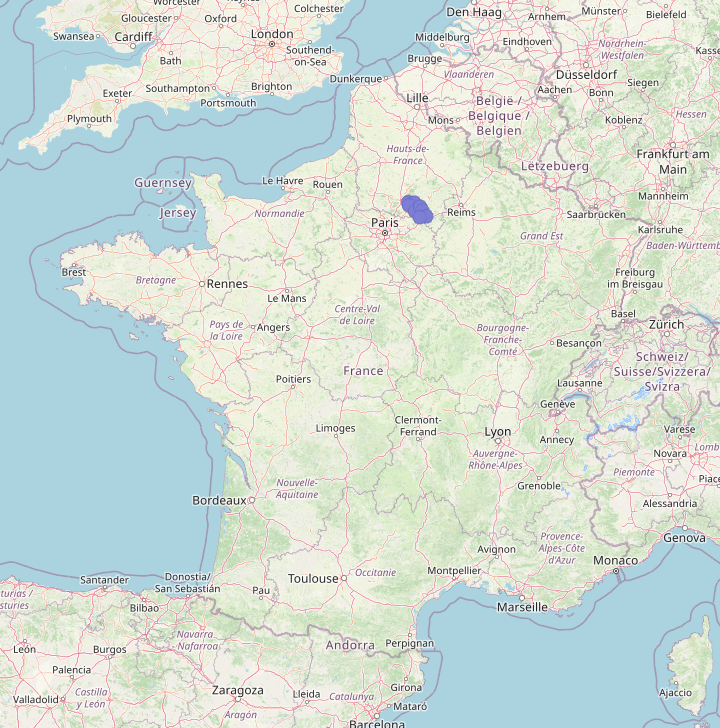 Worcester
Colchester
Den Haag
Arnhem
Münster
Bielefeld
Gloucester
Oxford
Swansea
Cardiff
London
Middelburg
Eindhoven
Nordrhein-
Westfalen
Bath
Southend-
on-Sea
Brugge
Vlaanderen
Düsseldorf
Exeter
Southampton
Brighton
Dunkerque
Aachen
Siegen
Portsmouth
Lille
België /
Belgique /
Belgien
Bonn
Plymouth
Mons
Koblenz
Hessen
Hauts-de-
France
Frankfurt am
Main
Lëtzebuerg
Guernsey
Le Havre
Rouen
Mannheim
Jersey
Normandie
Paris
Reims
Saarbrücken
Karlsruhe
Grand Est
Brest
Bretagne
Rennes
Le Mans
Freiburg
im Breisgau
Centre-Val
de Loire
Basel
Pays de
la Loire
Angers
Bourgogne-
Franche-
Comté
Besançon
Zürich
Schweiz/
Suisse/Svizzera/
Svizra
France
Poitiers
Lausanne
Genève
Limoges
Clermont-
Ferrand
Lyon
Annecy
Varese
Novara
Auvergne-
Rhône-Alpes
Piemonte
Nouvelle-
Aquitaine
Grenoble
Bordeaux
Alessandria
Genova
Provence-
Alpes-Côte
d'Azur
Avignon
Monaco
Santander
Donostia/
San Sebastián
Toulouse
Occitanie
Montpellier
Bilbao
Pau
Marseille
Navarra
Nafarroa
Perpignan
León
Burgos
Andorra
Palencia
Girona
Ajaccio
Valladolid
Castilla
y León
Zaragoza
Lleida
Catalunya
Mataró
Aragón
Barcelona